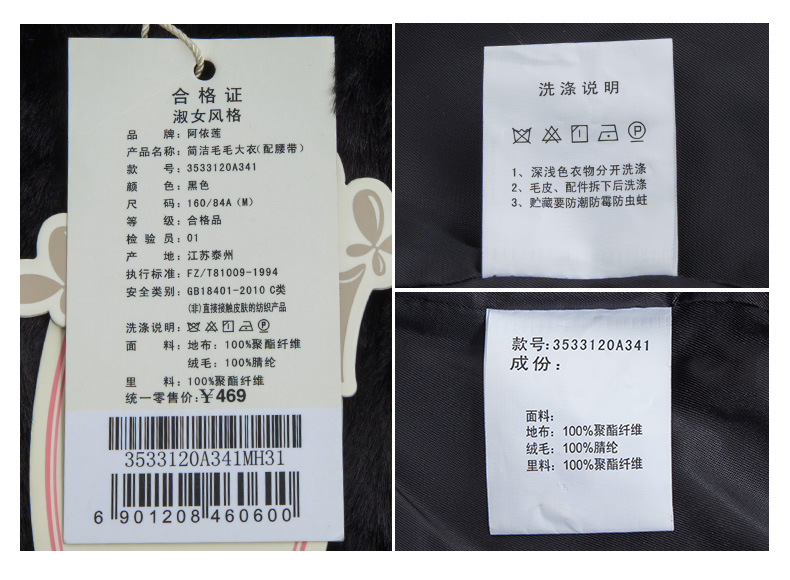 合格证
淑女风格
品 牌：阿依莲
产品名称：简洁毛毛大衣（配腰带）
款 号：3533120A341
颜 色：黑色
尺 码：160/84A（M）
等 级：合格品
检 验 员：01
产 地：江苏泰州
执行标准：FZ/T81009-1994
安全类别：GB18401-2010 C类
（非）直接接触皮肤的纺织产品
洗涤说明：
面 料：地布：100%聚酯纤维
绒毛：100%腈纶
里 料：100%聚酯纤维
统一零售价：￥469
3533120A341MH31
6 901208 460600
洗涤说明
P
1、深浅色衣物分开洗涤
2、毛皮、配件拆下后洗涤
3、贮藏要防潮防霉防虫蛀
款号：3533120A341
成份：
面料：
地布：100%聚酯纤维
绒毛：100%腈纶
里料：100%聚酯纤维